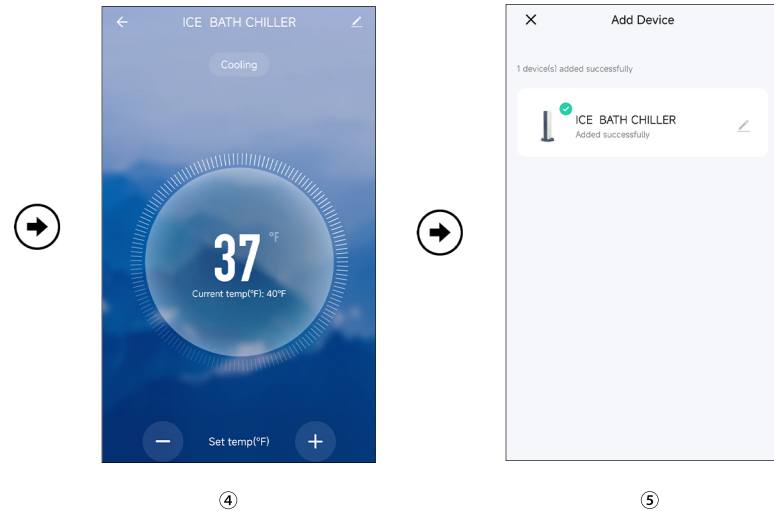 ICE BATH CHILLER
Cooling
37 °F
Current temp(°F): 40°F
Set temp(°F)
④
Add Device
1 device(s) added successfully
ICE BATH CHILLER
Added successfully
⑤